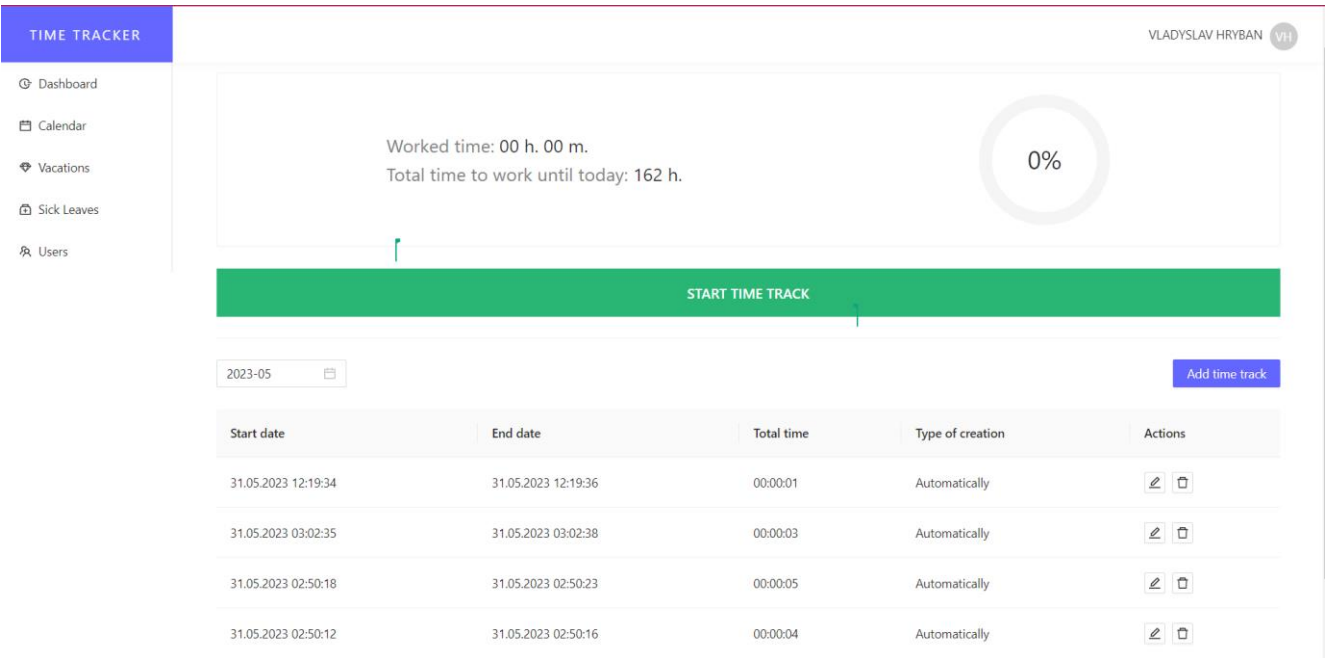 TIME TRACKER
VLADYSLAV HRYBAN VH
Dashboard
Calendar
Vacations
Sick Leaves
Users
Worked time: 00 h. 00 m.
Total time to work until today: 162 h.
0%
START TIME TRACK
2023-05
Add time track
Start date End date Total time Type of creation Actions
31.05.2023 12:19:34 31.05.2023 12:19:36 00:00:01 Automatically
31.05.2023 03:02:35 31.05.2023 03:02:38 00:00:03 Automatically
31.05.2023 02:50:18 31.05.2023 02:50:23 00:00:05 Automatically
31.05.2023 02:50:12 31.05.2023 02:50:16 00:00:04 Automatically